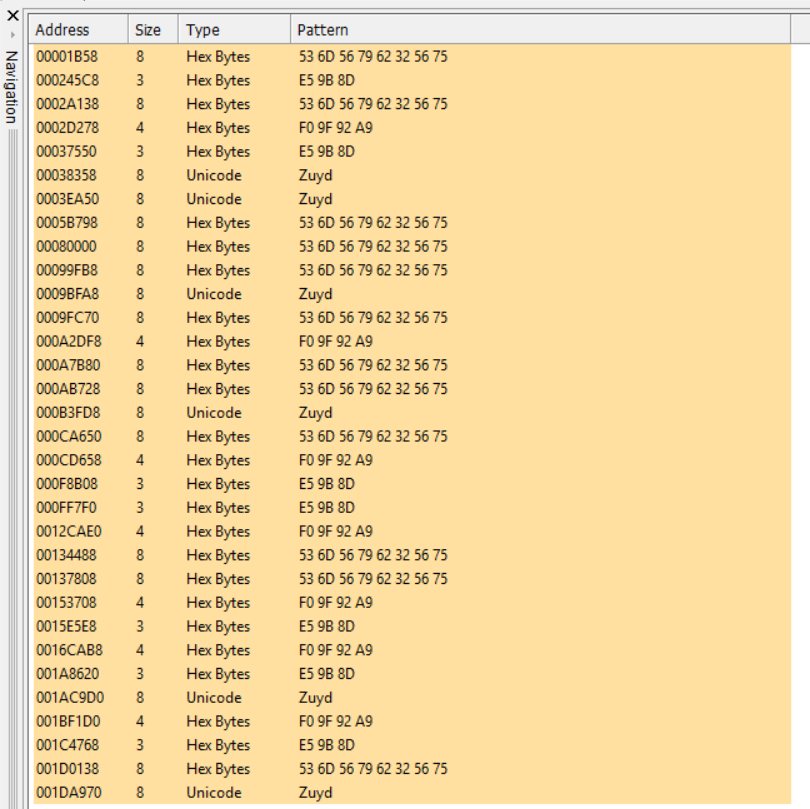 Navigation
Address Size Type Pattern
00001B58 8 Hex Bytes 53 6D 56 79 62 32 56 75
000245C8 3 Hex Bytes E5 9B 8D
0002A138 8 Hex Bytes 53 6D 56 79 62 32 56 75
0002D278 4 Hex Bytes F0 9F 92 A9
00037550 3 Hex Bytes E5 9B 8D
00038358 8 Unicode Zuyd
0003EA50 8 Unicode Zuyd
0005B798 8 Hex Bytes 53 6D 56 79 62 32 56 75
00080000 8 Hex Bytes 53 6D 56 79 62 32 56 75
00099FB8 8 Hex Bytes 53 6D 56 79 62 32 56 75
0009BFA8 8 Unicode Zuyd
0009FC70 8 Hex Bytes 53 6D 56 79 62 32 56 75
000A2DF8 4 Hex Bytes F0 9F 92 A9
000A7B80 8 Hex Bytes 53 6D 56 79 62 32 56 75
000AB728 8 Hex Bytes 53 6D 56 79 62 32 56 75
000B3FD8 8 Unicode Zuyd
000CA650 8 Hex Bytes 53 6D 56 79 62 32 56 75
000CD658 4 Hex Bytes F0 9F 92 A9
000F8B08 3 Hex Bytes E5 9B 8D
000FF7F0 3 Hex Bytes E5 9B 8D
0012CAE0 4 Hex Bytes F0 9F 92 A9
00134488 8 Hex Bytes 53 6D 56 79 62 32 56 75
00137808 8 Hex Bytes 53 6D 56 79 62 32 56 75
00153708 4 Hex Bytes F0 9F 92 A9
0015E5E8 3 Hex Bytes E5 9B 8D
0016CAB8 4 Hex Bytes F0 9F 92 A9
001A8620 3 Hex Bytes E5 9B 8D
001AC9D0 8 Unicode Zuyd
001BF1D0 4 Hex Bytes F0 9F 92 A9
001C4768 3 Hex Bytes E5 9B 8D
001D0138 8 Hex Bytes 53 6D 56 79 62 32 56 75
001DA970 8 Unicode Zuyd